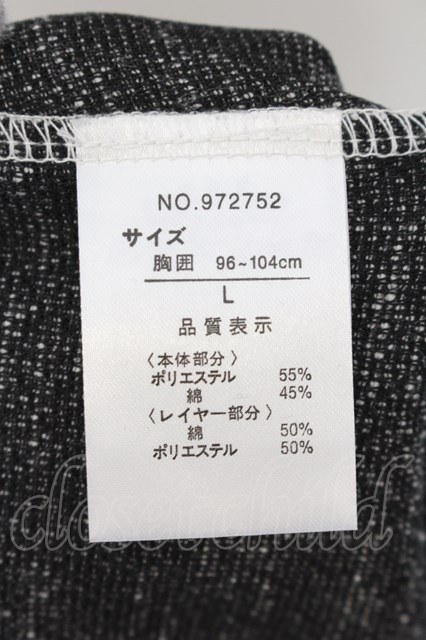 NO.972752
サイズ
胸囲 96~104cm
L
品質表示
〈本体部分〉
ポリエステル 55%
綿 45%
〈レイヤー部分〉
綿 50%
ポリエステル 50%
closetchild